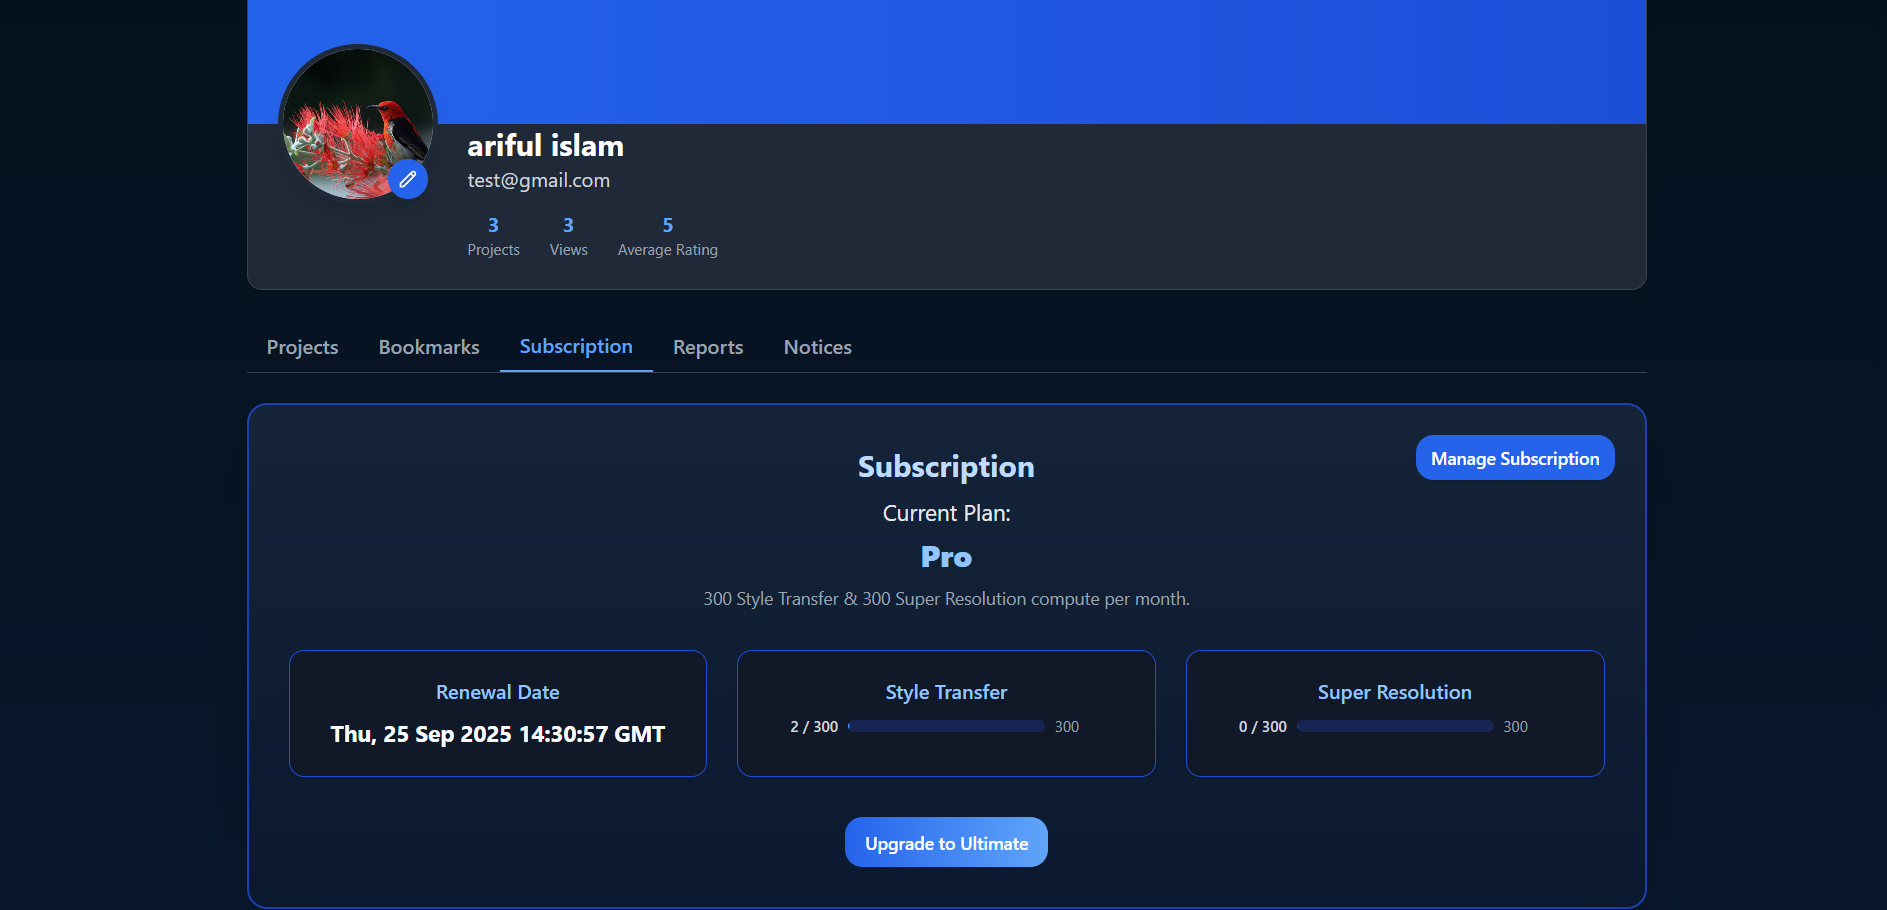 ariful islam
test@gmail.com
3 3 5
Projects Views Average Rating
Projects Bookmarks Subscription Reports Notices
Manage Subscription
Subscription
Current Plan:
Pro
300 Style Transfer & 300 Super Resolution compute per month.
Renewal Date
Thu, 25 Sep 2025 14:30:57 GMT
Style Transfer
2 / 300 300
Super Resolution
0 / 300 300
Upgrade to Ultimate